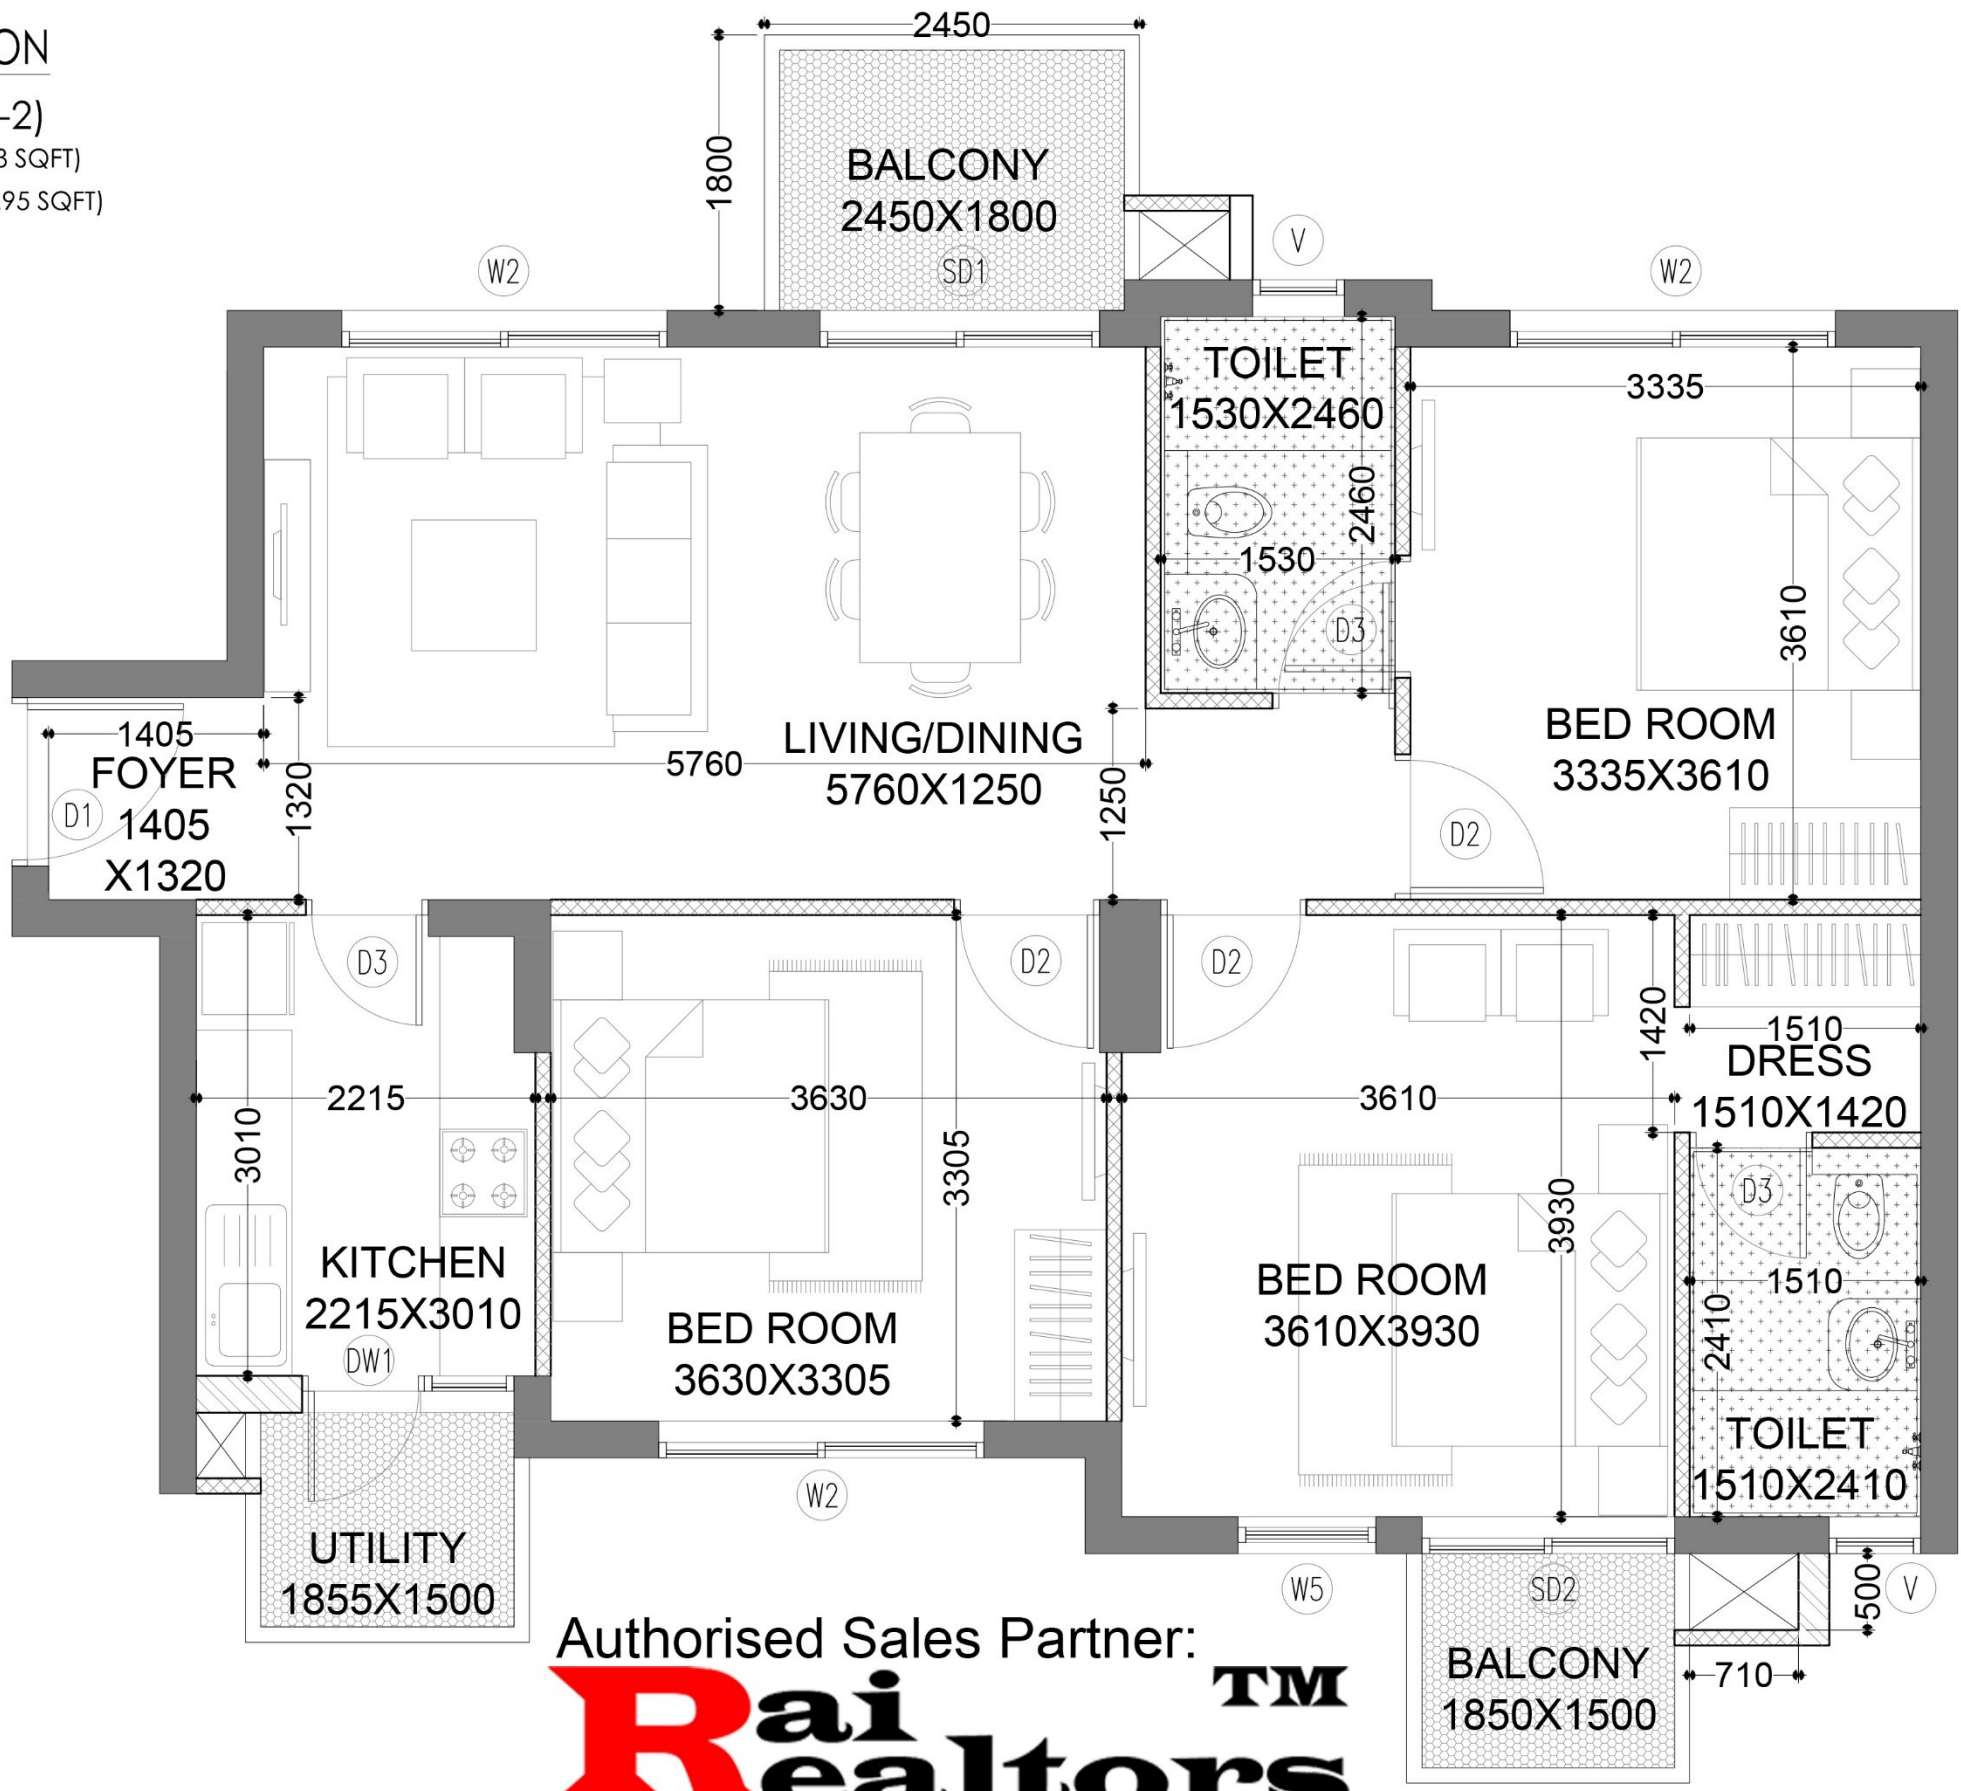 ON
-2)
3 SQFT)
95 SQFT)
2450
1800
BALCONY
2450X1800
SD1
W2
V
W2
TOILET
1530X2460
2460
1530
D3
3335
3610
BED ROOM
3335X3610
D2
1405
FOYER
1405
X1320
D1
1320
5760
LIVING/DINING
5760X1250
1250
D3
2215
3010
KITCHEN
2215X3010
DW1
D2
3630
3305
BED ROOM
3630X3305
W2
D2
3610
3930
BED ROOM
3610X3930
1420
1510
DRESS
1510X1420
D3
1510
2410
TOILET
1510X2410
UTILITY
1855X1500
W5
SD2
500
V
BALCONY
1850X1500
710
Authorised Sales Partner:
Rai TM
Realtors